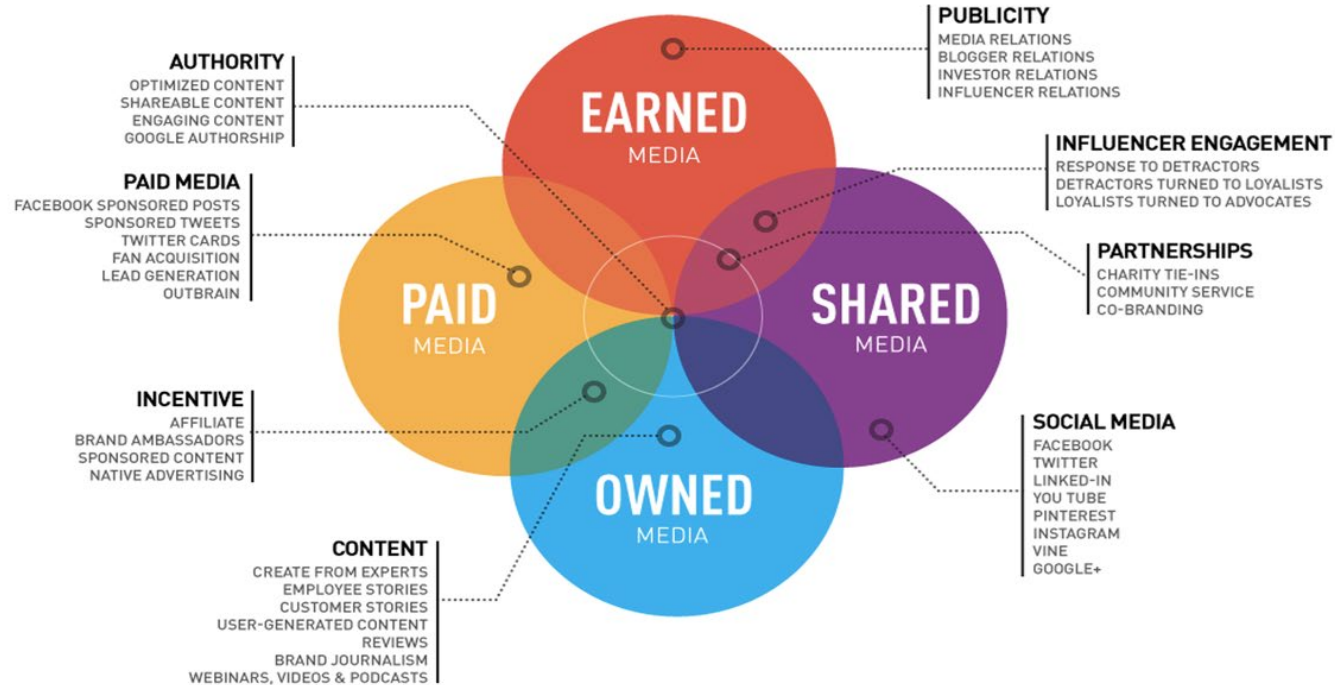 PUBLICITY
MEDIA RELATIONS
BLOGGER RELATIONS
INVESTOR RELATIONS
INFLUENCER RELATIONS
AUTHORITY
OPTIMIZED CONTENT
SHAREABLE CONTENT
ENGAGING CONTENT
GOOGLE AUTHORSHIP
EARNED
MEDIA
INFLUENCER ENGAGEMENT
RESPONSE TO DETRACTORS
DETRACTORS TURNED TO LOYALISTS
LOYALISTS TURNED TO ADVOCATES
PAID MEDIA
FACEBOOK SPONSORED POSTS
SPONSORED TWEETS
TWITTER CARDS
FAN ACQUISITION
LEAD GENERATION
OUTBRAIN
PARTNERSHIPS
CHARITY TIE-INS
COMMUNITY SERVICE
CO-BRANDING
PAID
MEDIA
SHARED
MEDIA
INCENTIVE
AFFILIATE
BRAND AMBASSADORS
SPONSORED CONTENT
NATIVE ADVERTISING
SOCIAL MEDIA
FACEBOOK
TWITTER
LINKED-IN
YOU TUBE
PINTEREST
INSTAGRAM
VINE
GOOGLE+
OWNED
MEDIA
CONTENT
CREATE FROM EXPERTS
EMPLOYEE STORIES
CUSTOMER STORIES
USER-GENERATED CONTENT
REVIEWS
BRAND JOURNALISM
WEBINARS, VIDEOS & PODCASTS